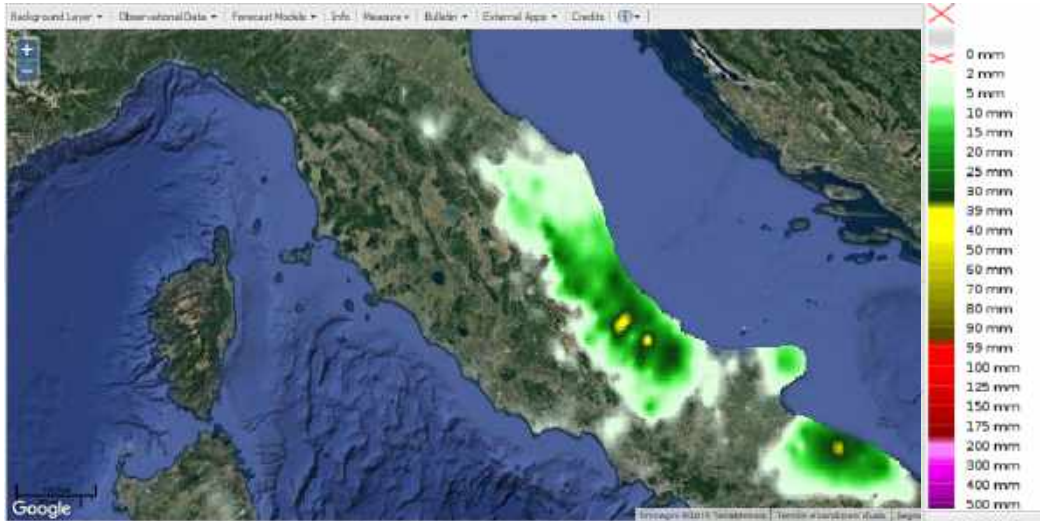 Background Layer Observational Data Forecast Models Info Measure Bulletin External Apps Credits
+
−
0 mm
2 mm
5 mm
10 mm
15 mm
20 mm
25 mm
30 mm
39 mm
40 mm
50 mm
60 mm
70 mm
80 mm
90 mm
99 mm
100 mm
125 mm
150 mm
175 mm
200 mm
300 mm
400 mm
500 mm
Google
Termini e condizioni d'uso